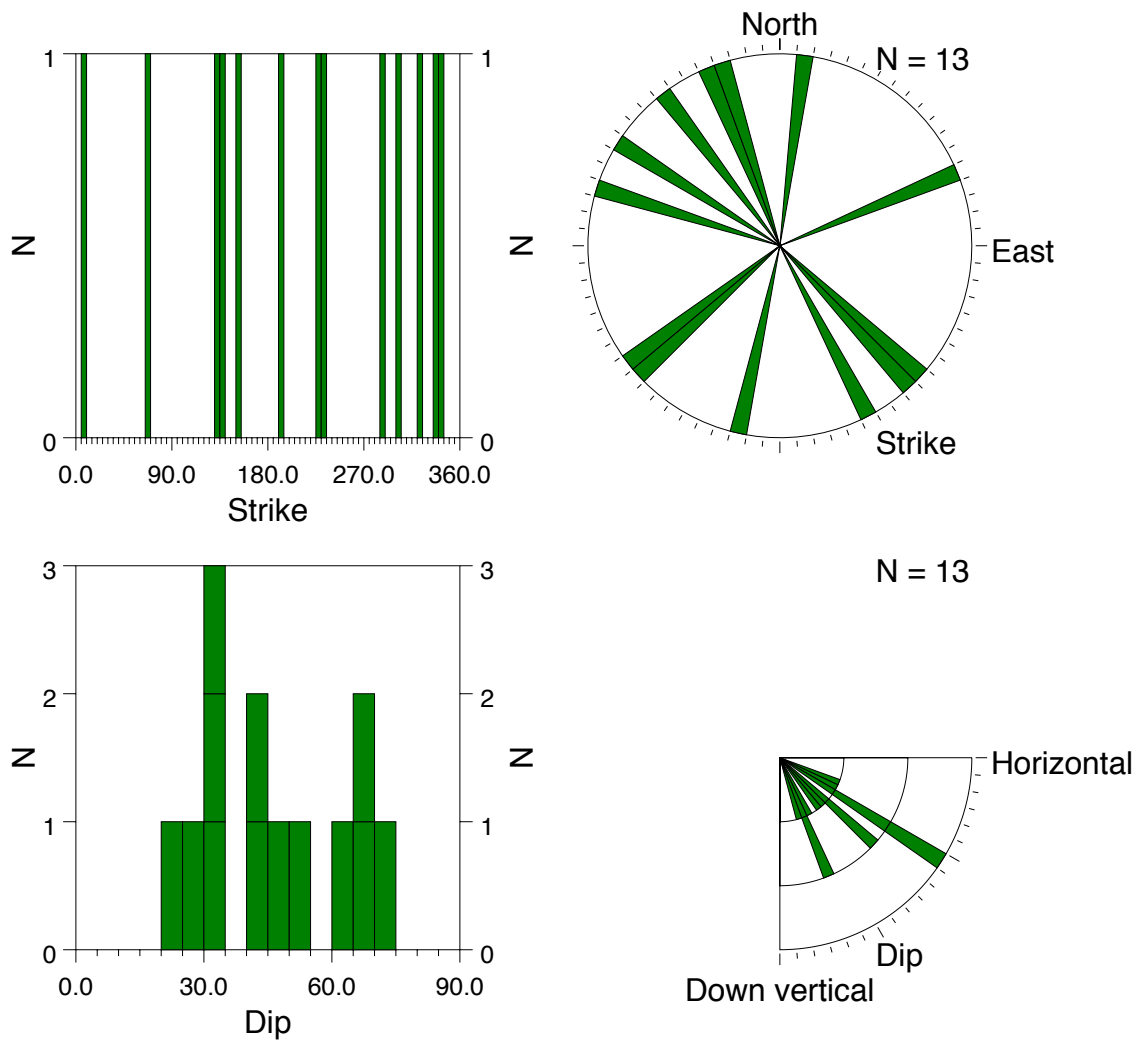 North
1
1
N = 13
N
N
East
0
0
Strike
0.0 90.0 180.0 270.0 360.0
Strike
3
3
N = 13
2
2
N
N
Horizontal
1
1
0
0
Dip
0.0 30.0 60.0 90.0
Down vertical
Dip